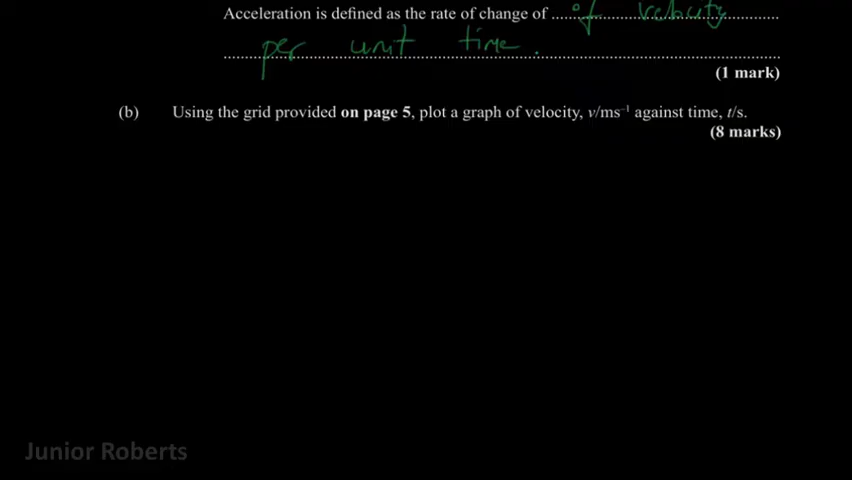 Acceleration is defined as the rate of change of of velocity
per unit time.
(1 mark)
(b) Using the grid provided on page 5, plot a graph of velocity, v/ms⁻¹ against time, t/s.
(8 marks)
Junior Roberts